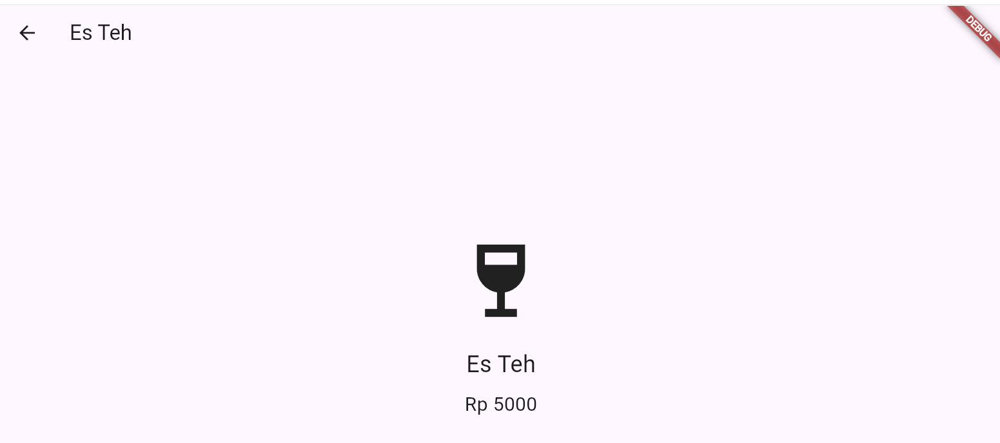 Es Teh
DEBUG
Es Teh
Rp 5000